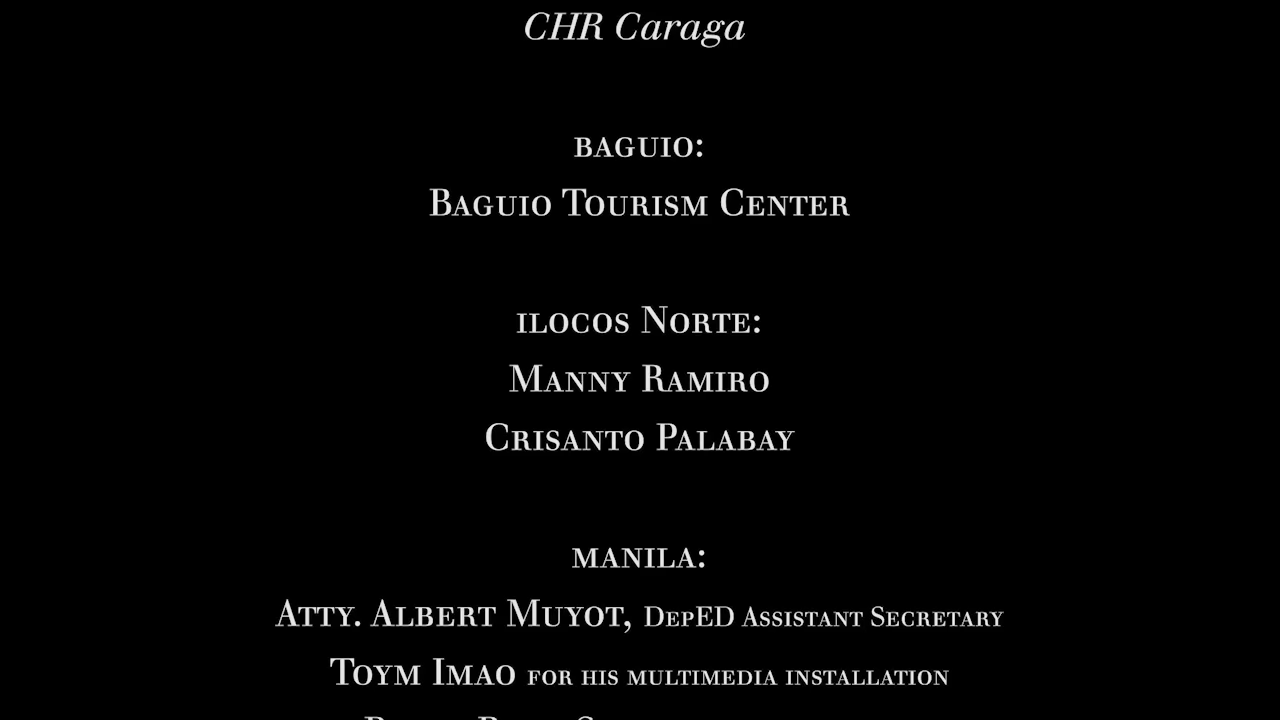 CHR Caraga
BAGUIO:
BAGUIO TOURISM CENTER
ILOCOS NORTE:
MANNY RAMIRO
CRISANTO PALABAY
MANILA:
ATTY. ALBERT MUYOT, DEPED ASSISTANT SECRETARY
TOYM IMAO FOR HIS MULTIMEDIA INSTALLATION